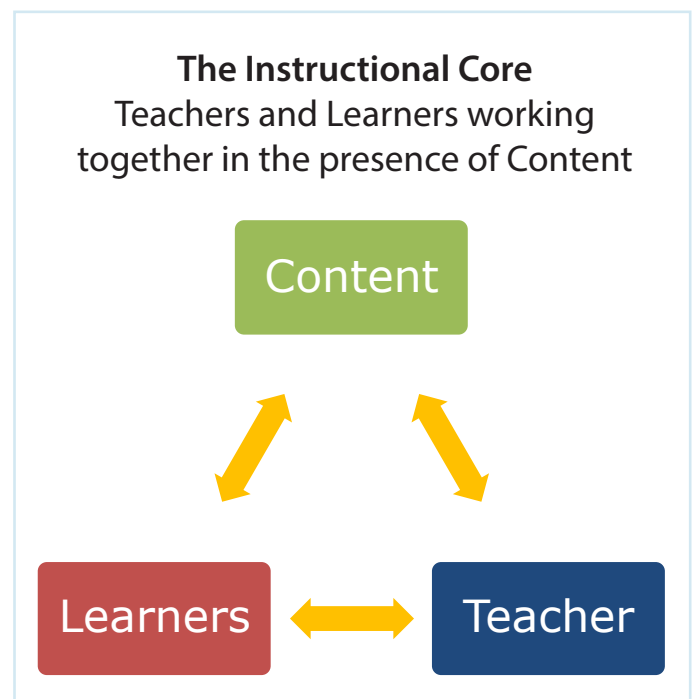 The Instructional Core
Teachers and Learners working
together in the presence of Content
Content
Learners
Teacher